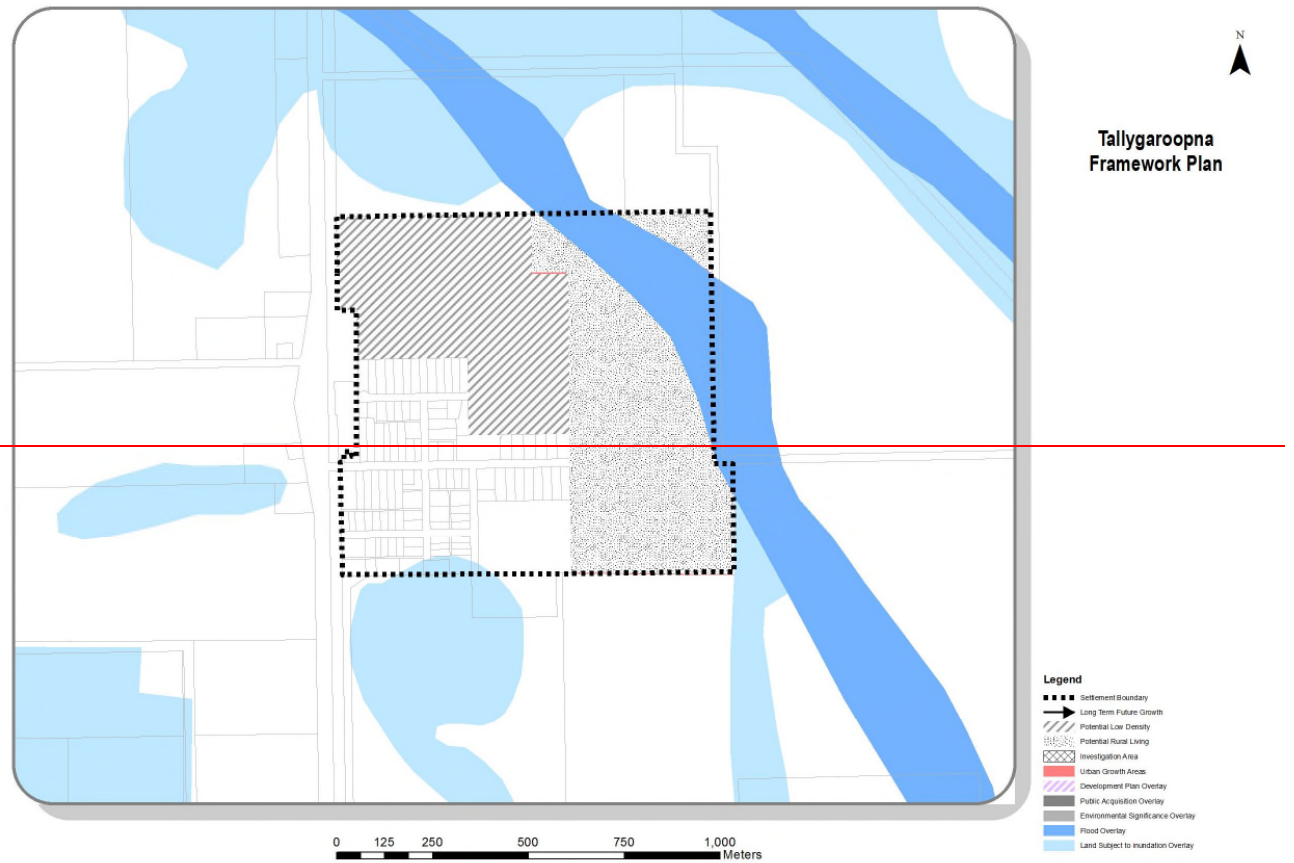 N
Tallygaroopna
Framework Plan
Legend
Settlement Boundary
Long Term Future Growth
Potential Low Density
Potential Rural Living
Investigation Area
Urban Growth Areas
Development Plan Overlay
Public Acquisition Overlay
Environmental Significance Overlay
Flood Overlay
Land Subject to Inundation Overlay
0 125 250 500 750 1,000
Meters